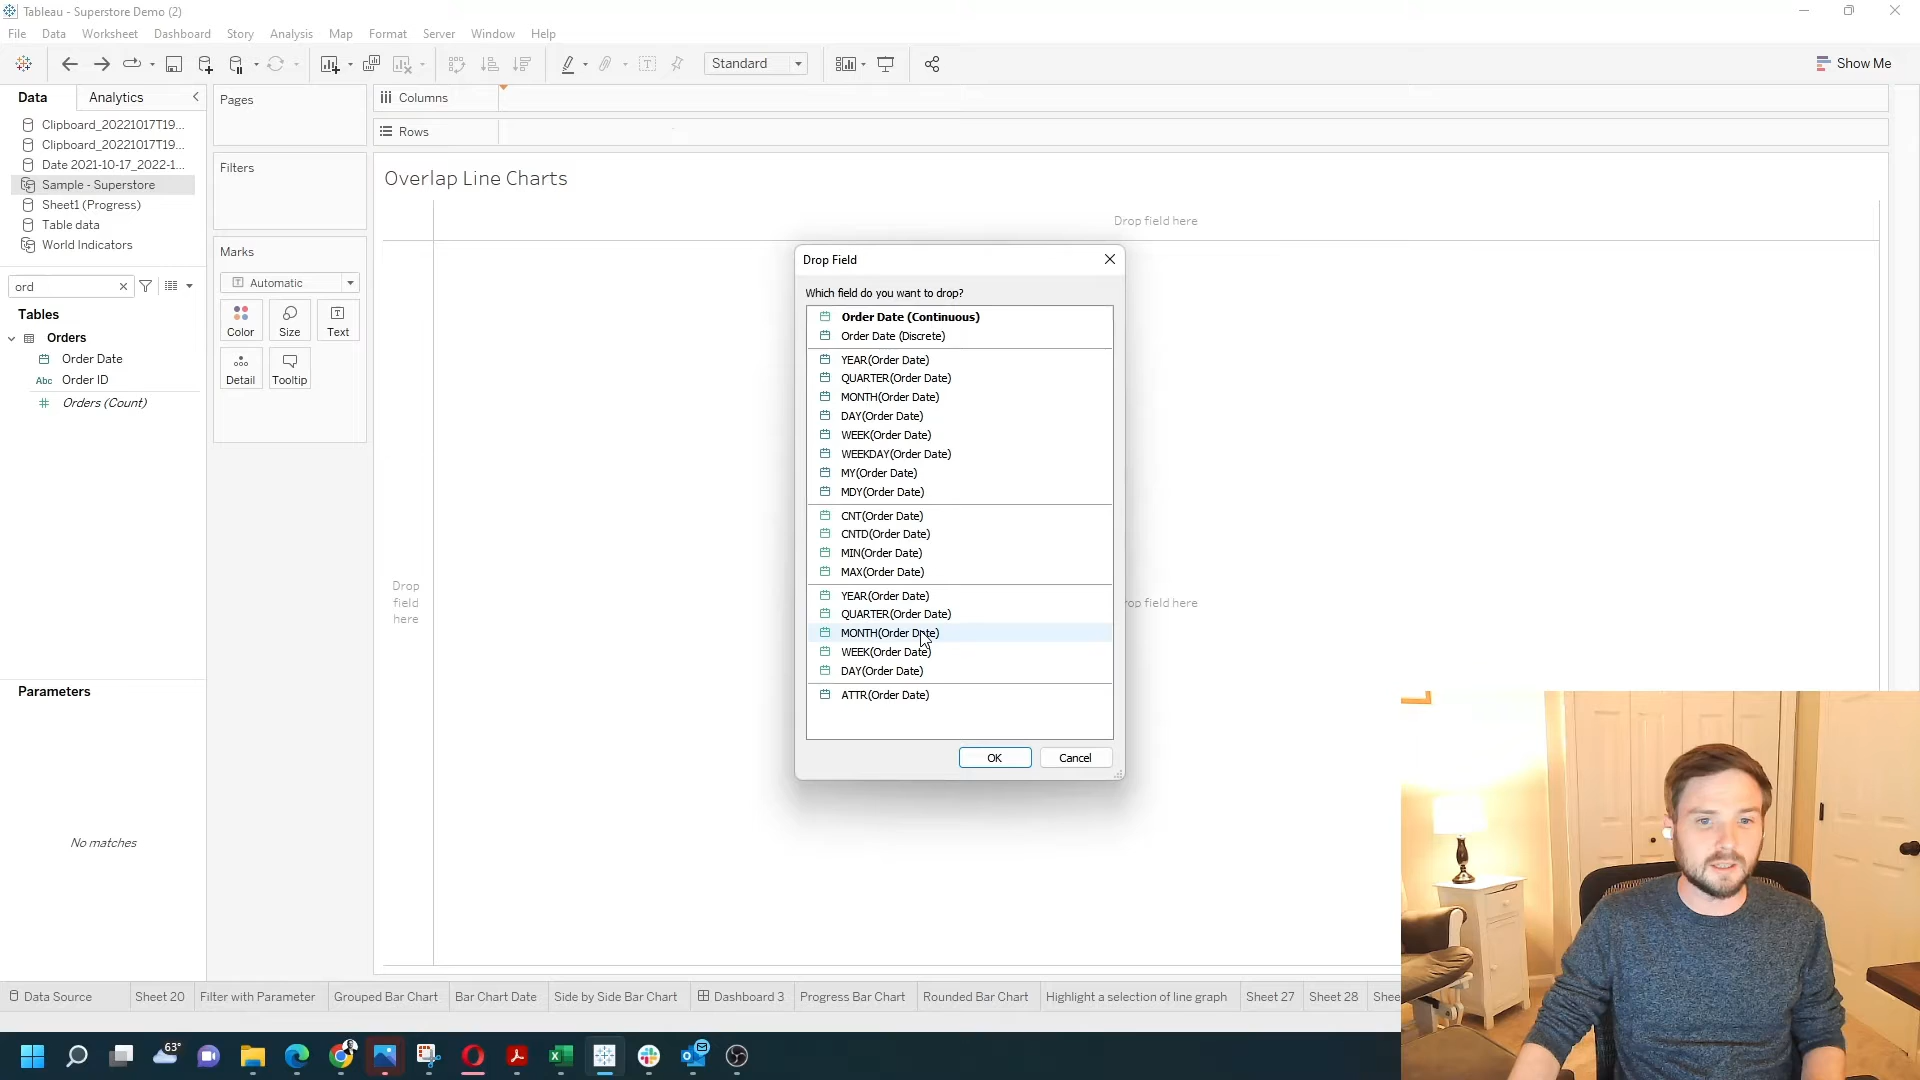 Tableau - Superstore Demo (2)
File Data Worksheet Dashboard Story Analysis Map Format Server Window Help
Standard
Show Me
Data Analytics
Clipboard_20221017T19...
Clipboard_20221017T19...
Date 2021-10-17_2022-1...
Sample - Superstore
Sheet1 (Progress)
Table data
World Indicators
ord
Tables
Orders
Order Date
Abc Order ID
Orders (Count)
Parameters
No matches
Pages
Filters
Marks
Automatic
Color Size Text
Detail Tooltip
Columns
Rows
Overlap Line Charts
Drop field here
Drop
field
here
rop field here
Drop Field
Which field do you want to drop?
Order Date (Continuous)
Order Date (Discrete)
YEAR(Order Date)
QUARTER(Order Date)
MONTH(Order Date)
DAY(Order Date)
WEEK(Order Date)
WEEKDAY(Order Date)
MY(Order Date)
MDY(Order Date)
CNT(Order Date)
CNTD(Order Date)
MIN(Order Date)
MAX(Order Date)
YEAR(Order Date)
QUARTER(Order Date)
MONTH(Order Date)
WEEK(Order Date)
DAY(Order Date)
ATTR(Order Date)
OK Cancel
Data Source Sheet 20 Filter with Parameter Grouped Bar Chart Bar Chart Date Side by Side Bar Chart Dashboard 3 Progress Bar Chart Rounded Bar Chart Highlight a selection of line graph Sheet 27 Sheet 28 Shee
63°